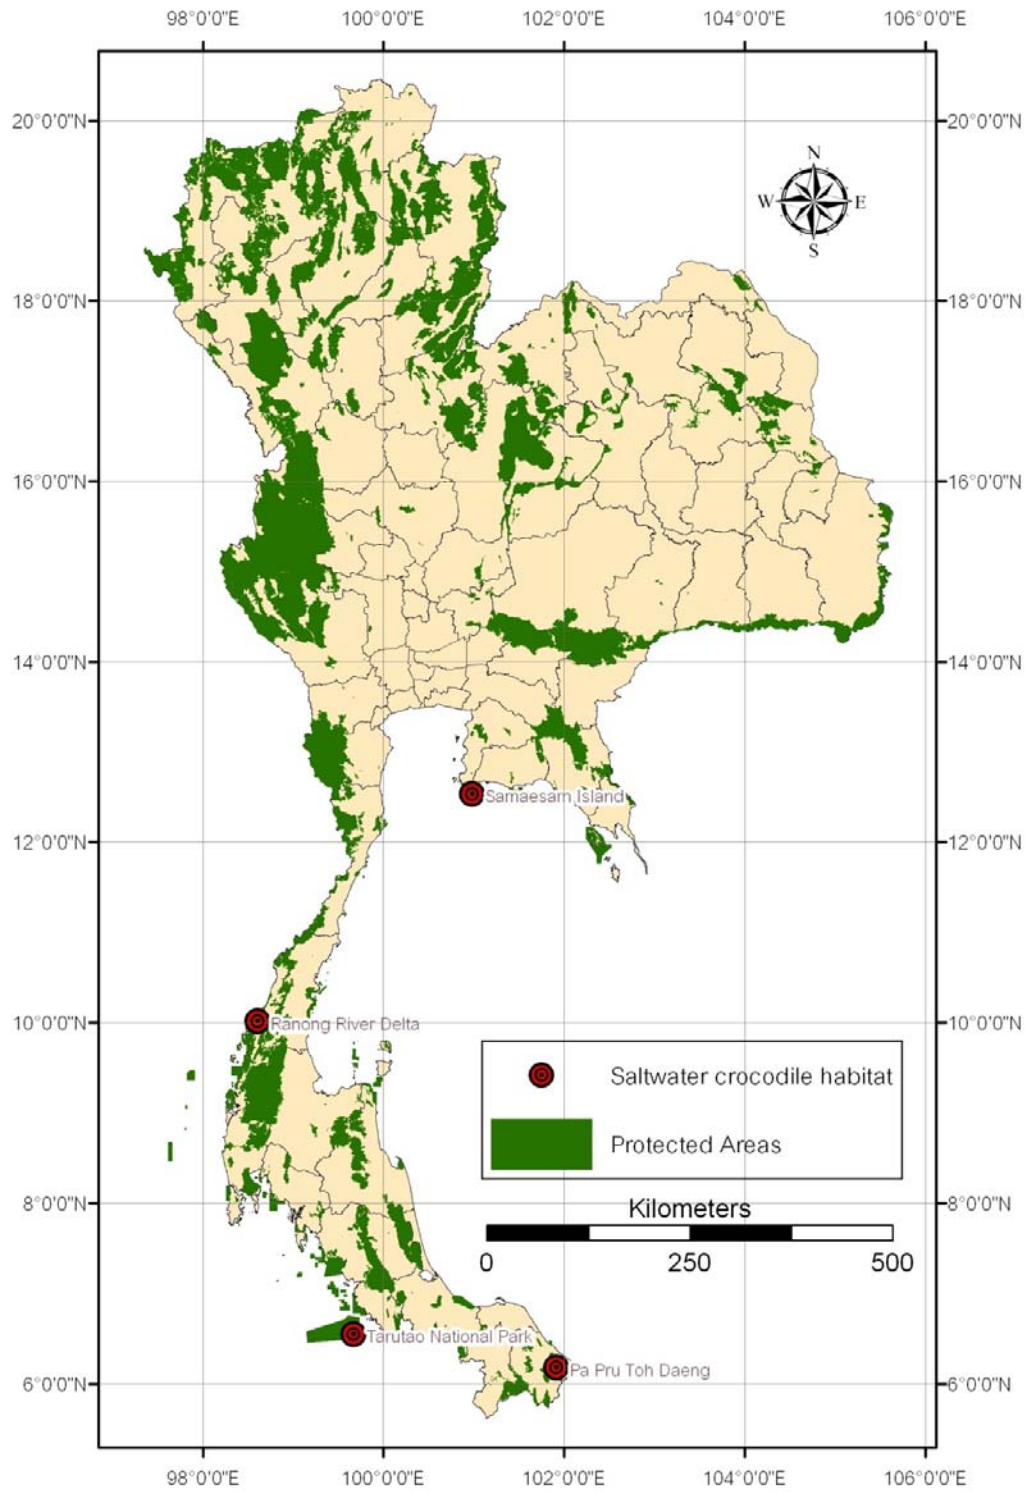 98°0'0"E 100°0'0"E 102°0'0"E 104°0'0"E 106°0'0"E
20°0'0"N 20°0'0"N
N
W E
S
18°0'0"N 18°0'0"N
16°0'0"N 16°0'0"N
14°0'0"N 14°0'0"N
Samaesarn Island
12°0'0"N 12°0'0"N
10°0'0"N 10°0'0"N
Ranong River Delta
Saltwater crocodile habitat
Protected Areas
8°0'0"N 8°0'0"N
Kilometers
0 250 500
Tarutao National Park
Pa Pru Toh Daeng
6°0'0"N 6°0'0"N
98°0'0"E 100°0'0"E 102°0'0"E 104°0'0"E 106°0'0"E